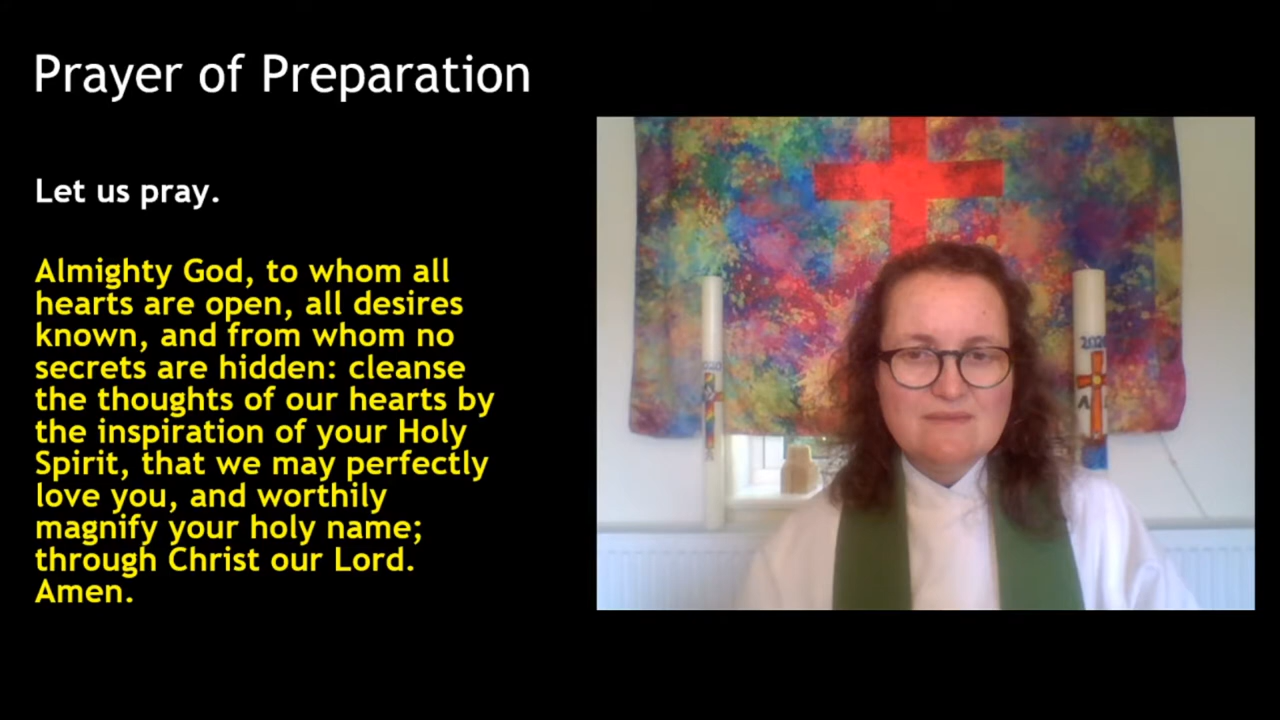 Prayer of Preparation
Let us pray.
Almighty God, to whom all
hearts are open, all desires
known, and from whom no
secrets are hidden: cleanse
the thoughts of our hearts by
the inspiration of your Holy
Spirit, that we may perfectly
love you, and worthily
magnify your holy name;
through Christ our Lord.
Amen.
2020
A